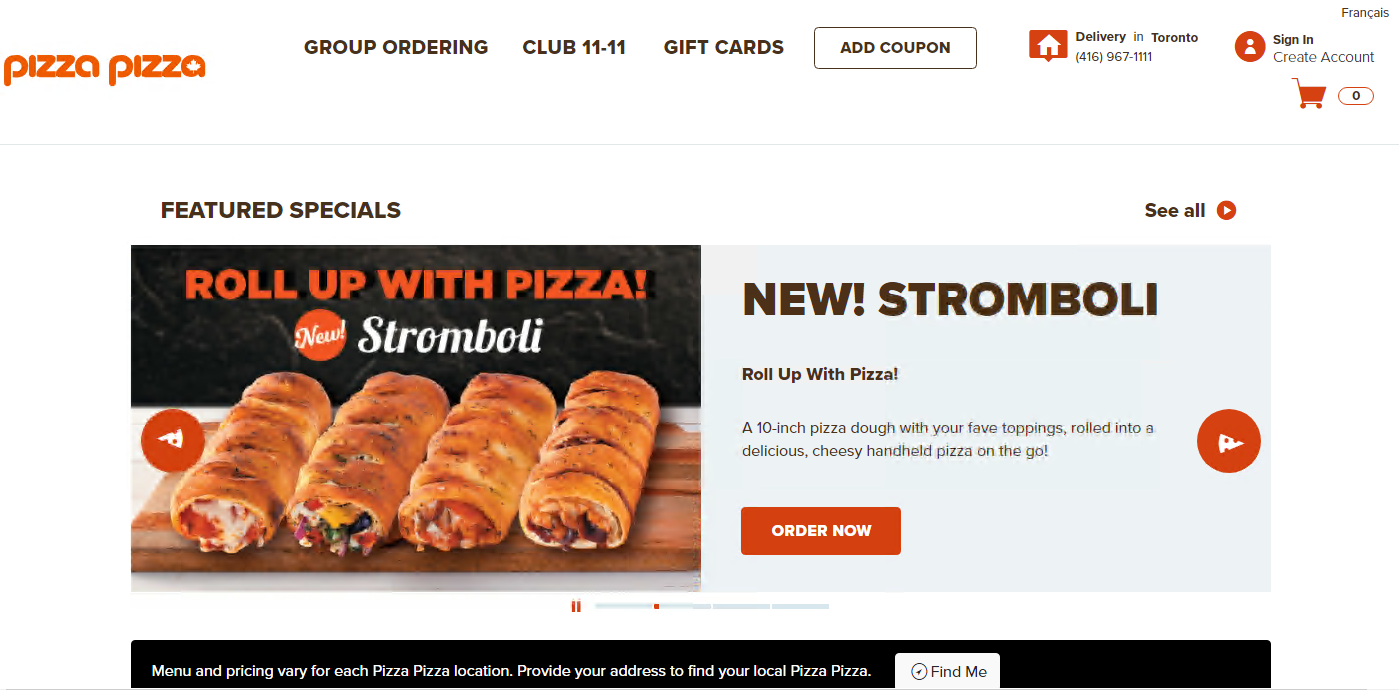 Français
pizza pizza
GROUP ORDERING
CLUB 11-11
GIFT CARDS
ADD COUPON
Delivery in Toronto
(416) 967-1111
Sign In
Create Account
0
FEATURED SPECIALS
See all
ROLL UP WITH PIZZA!
New! Stromboli
NEW! STROMBOLI
Roll Up With Pizza!
A 10-inch pizza dough with your fave toppings, rolled into a
delicious, cheesy handheld pizza on the go!
ORDER NOW
Menu and pricing vary for each Pizza Pizza location. Provide your address to find your local Pizza Pizza.
Find Me